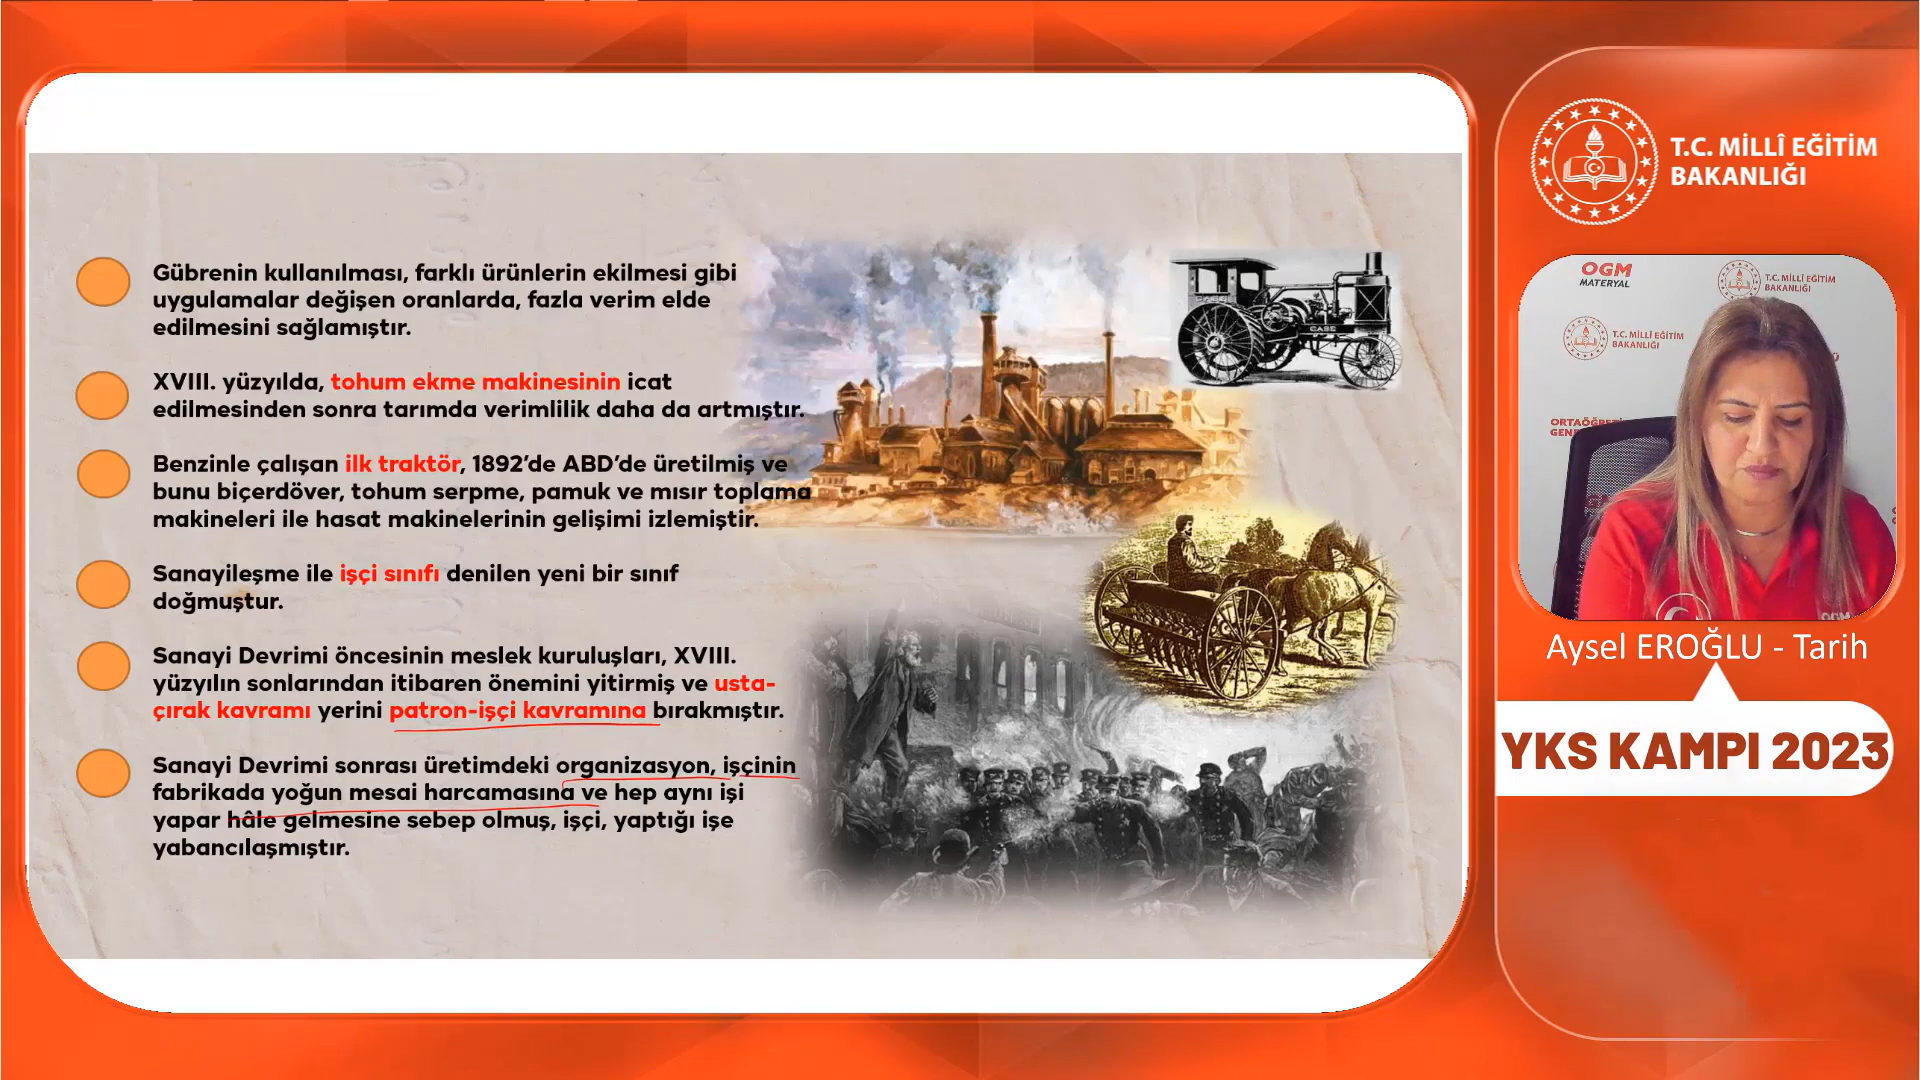 Gübrenin kullanılması, farklı ürünlerin ekilmesi gibi
uygulamalar değişen oranlarda, fazla verim elde
edilmesini sağlamıştır.
XVIII. yüzyılda, tohum ekme makinesinin icat
edilmesinden sonra tarımda verimlilik daha da artmıştır.
Benzinle çalışan ilk traktör, 1892’de ABD’de üretilmiş ve
bunu biçerdöver, tohum serpme, pamuk ve mısır toplama
makineleri ile hasat makinelerinin gelişimi izlemiştir.
Sanayileşme ile işçi sınıfı denilen yeni bir sınıf
doğmuştur.
Sanayi Devrimi öncesinin meslek kuruluşları, XVIII.
yüzyılın sonlarından itibaren önemini yitirmiş ve usta-
çırak kavramı yerini patron-işçi kavramına bırakmıştır.
Sanayi Devrimi sonrası üretimdeki organizasyon, işçinin
fabrikada yoğun mesai harcamasına ve hep aynı işi
yapar hâle gelmesine sebep olmuş, işçi, yaptığı işe
yabancılaşmıştır.
CASE
T.C. MİLLÎ EĞİTİM
BAKANLIĞI
OGM
MATERYAL
T.C. MİLLÎ EĞİTİM
BAKANLIĞI
T.C. MİLLÎ EĞİTİM
BAKANLIĞI
Aysel EROĞLU - Tarih
YKS KAMPI 2023